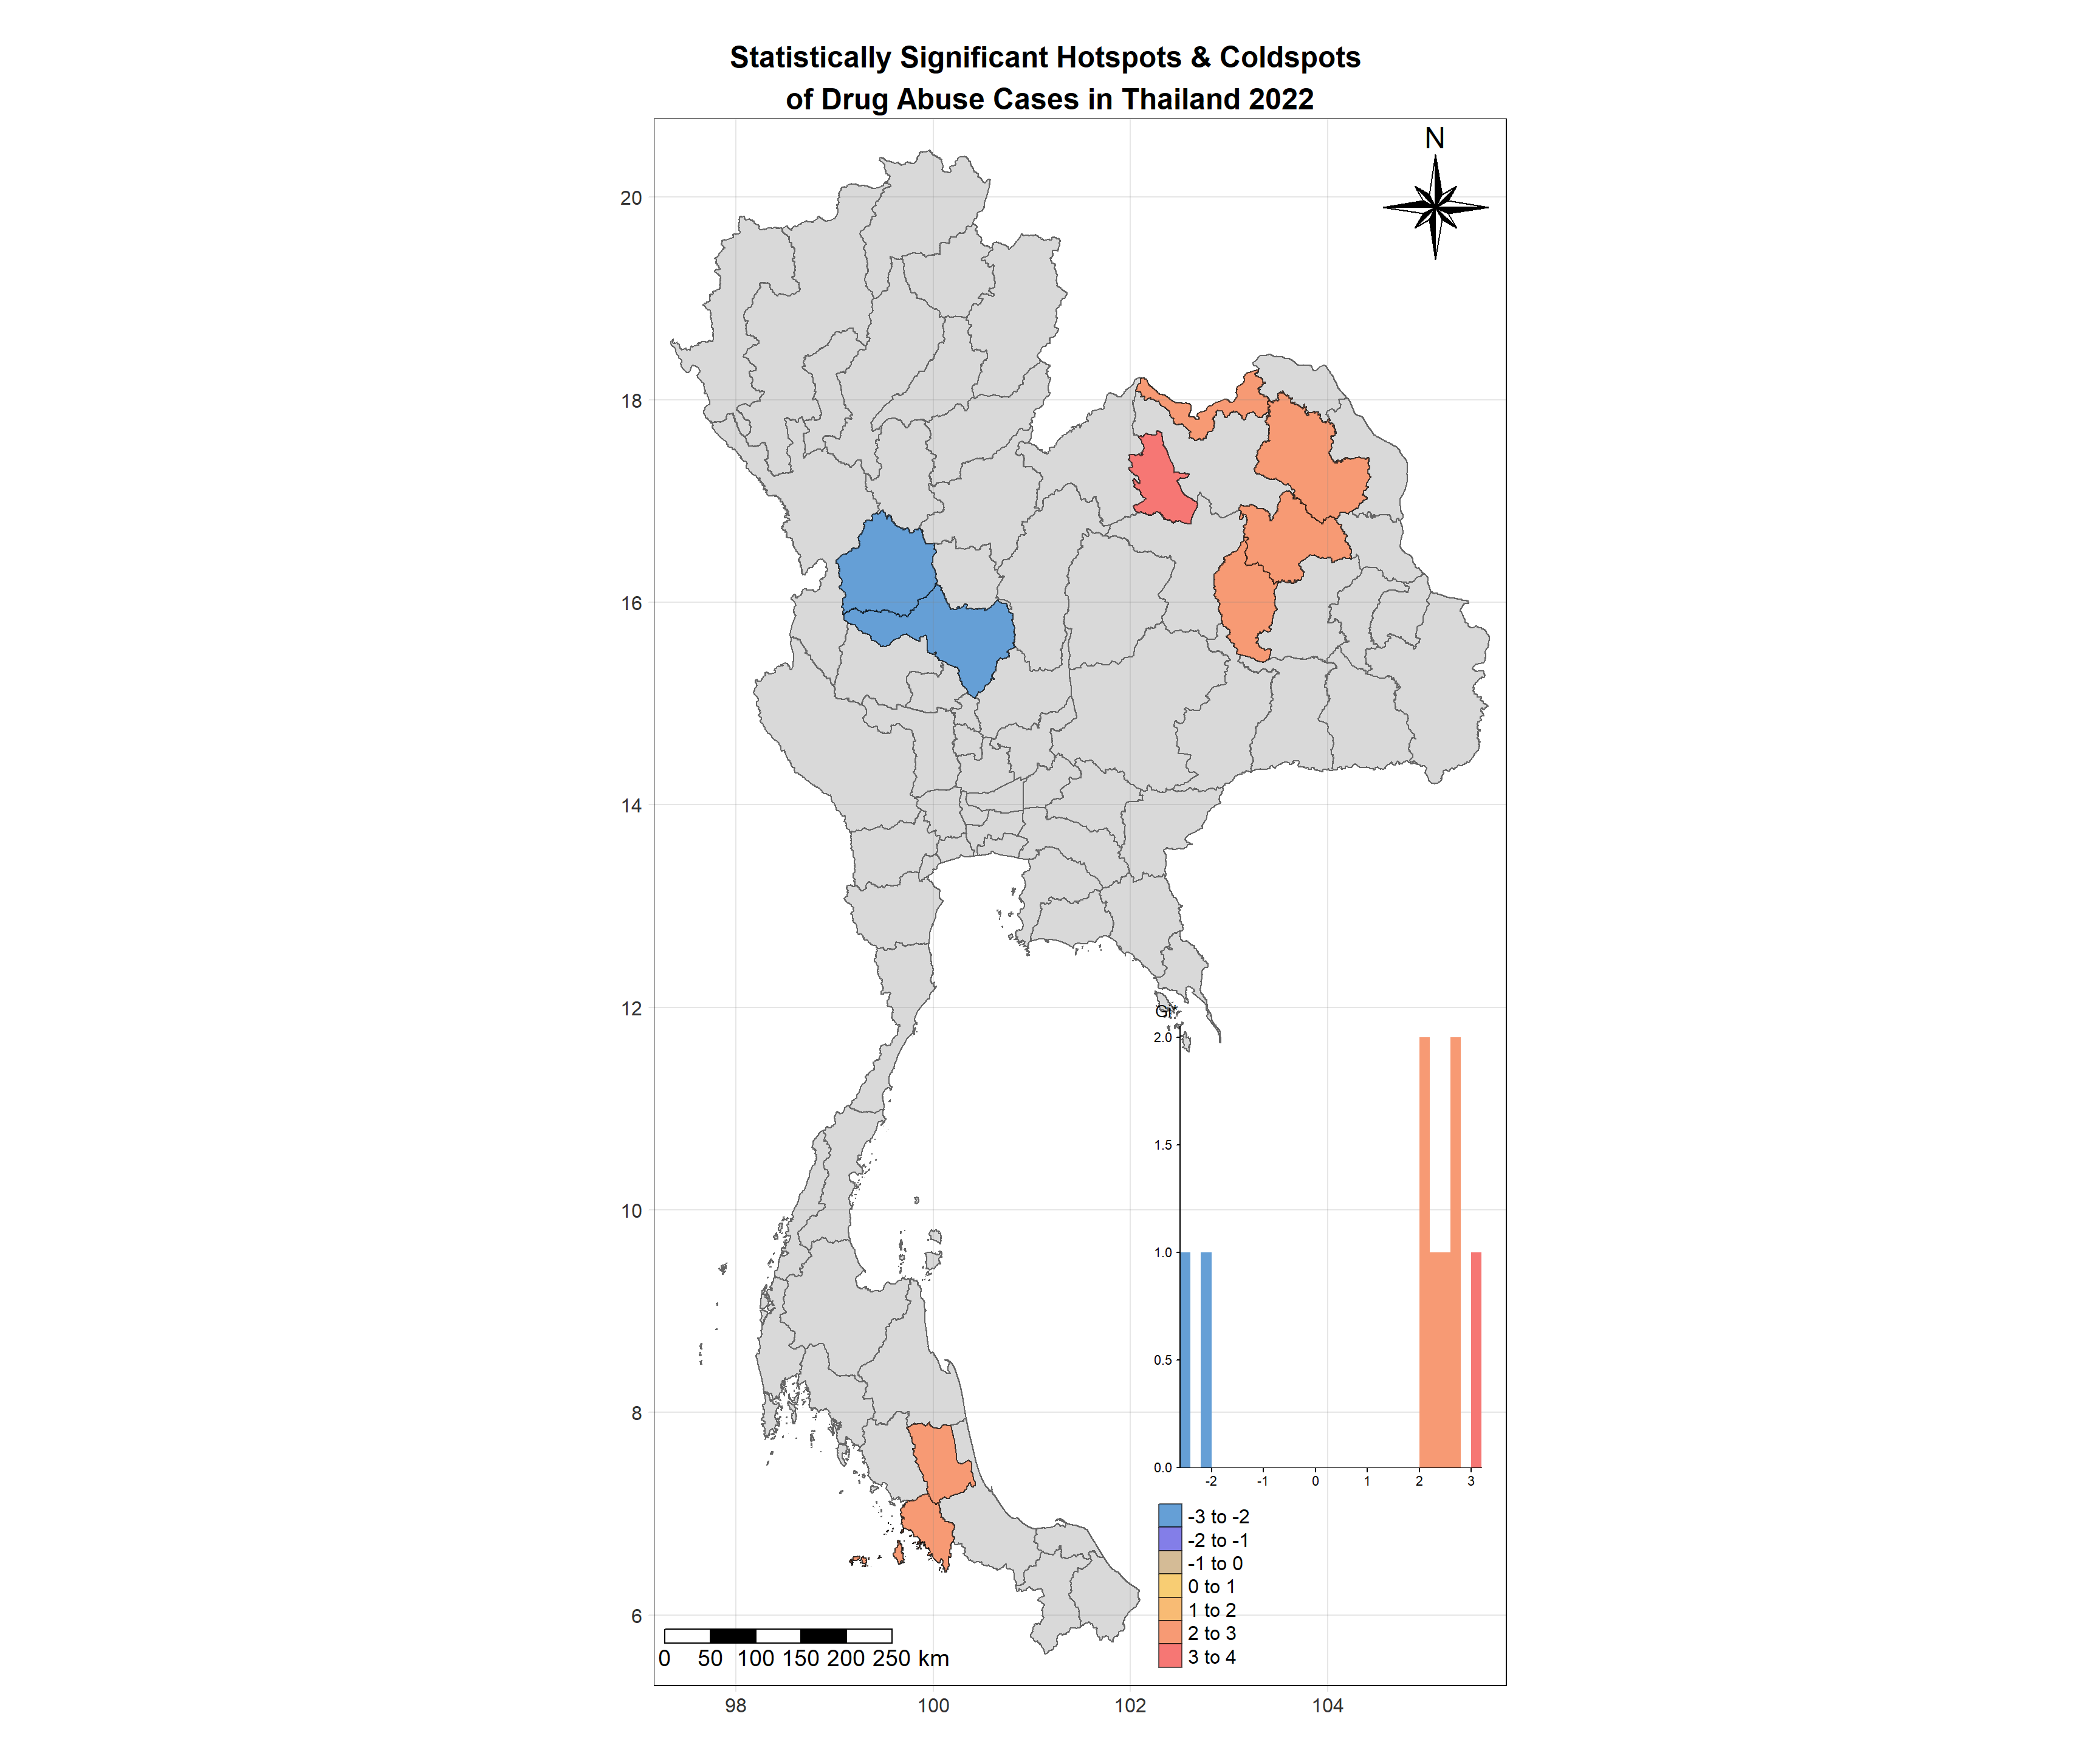 Statistically Significant Hotspots & Coldspots
of Drug Abuse Cases in Thailand 2022
N
20
18
16
14
12
10
8
6
98 100 102 104
0 50 100 150 200 250 km
2.0
1.5
1.0
0.5
0.0
-2 -1 0 1 2 3
-3 to -2
-2 to -1
-1 to 0
0 to 1
1 to 2
2 to 3
3 to 4